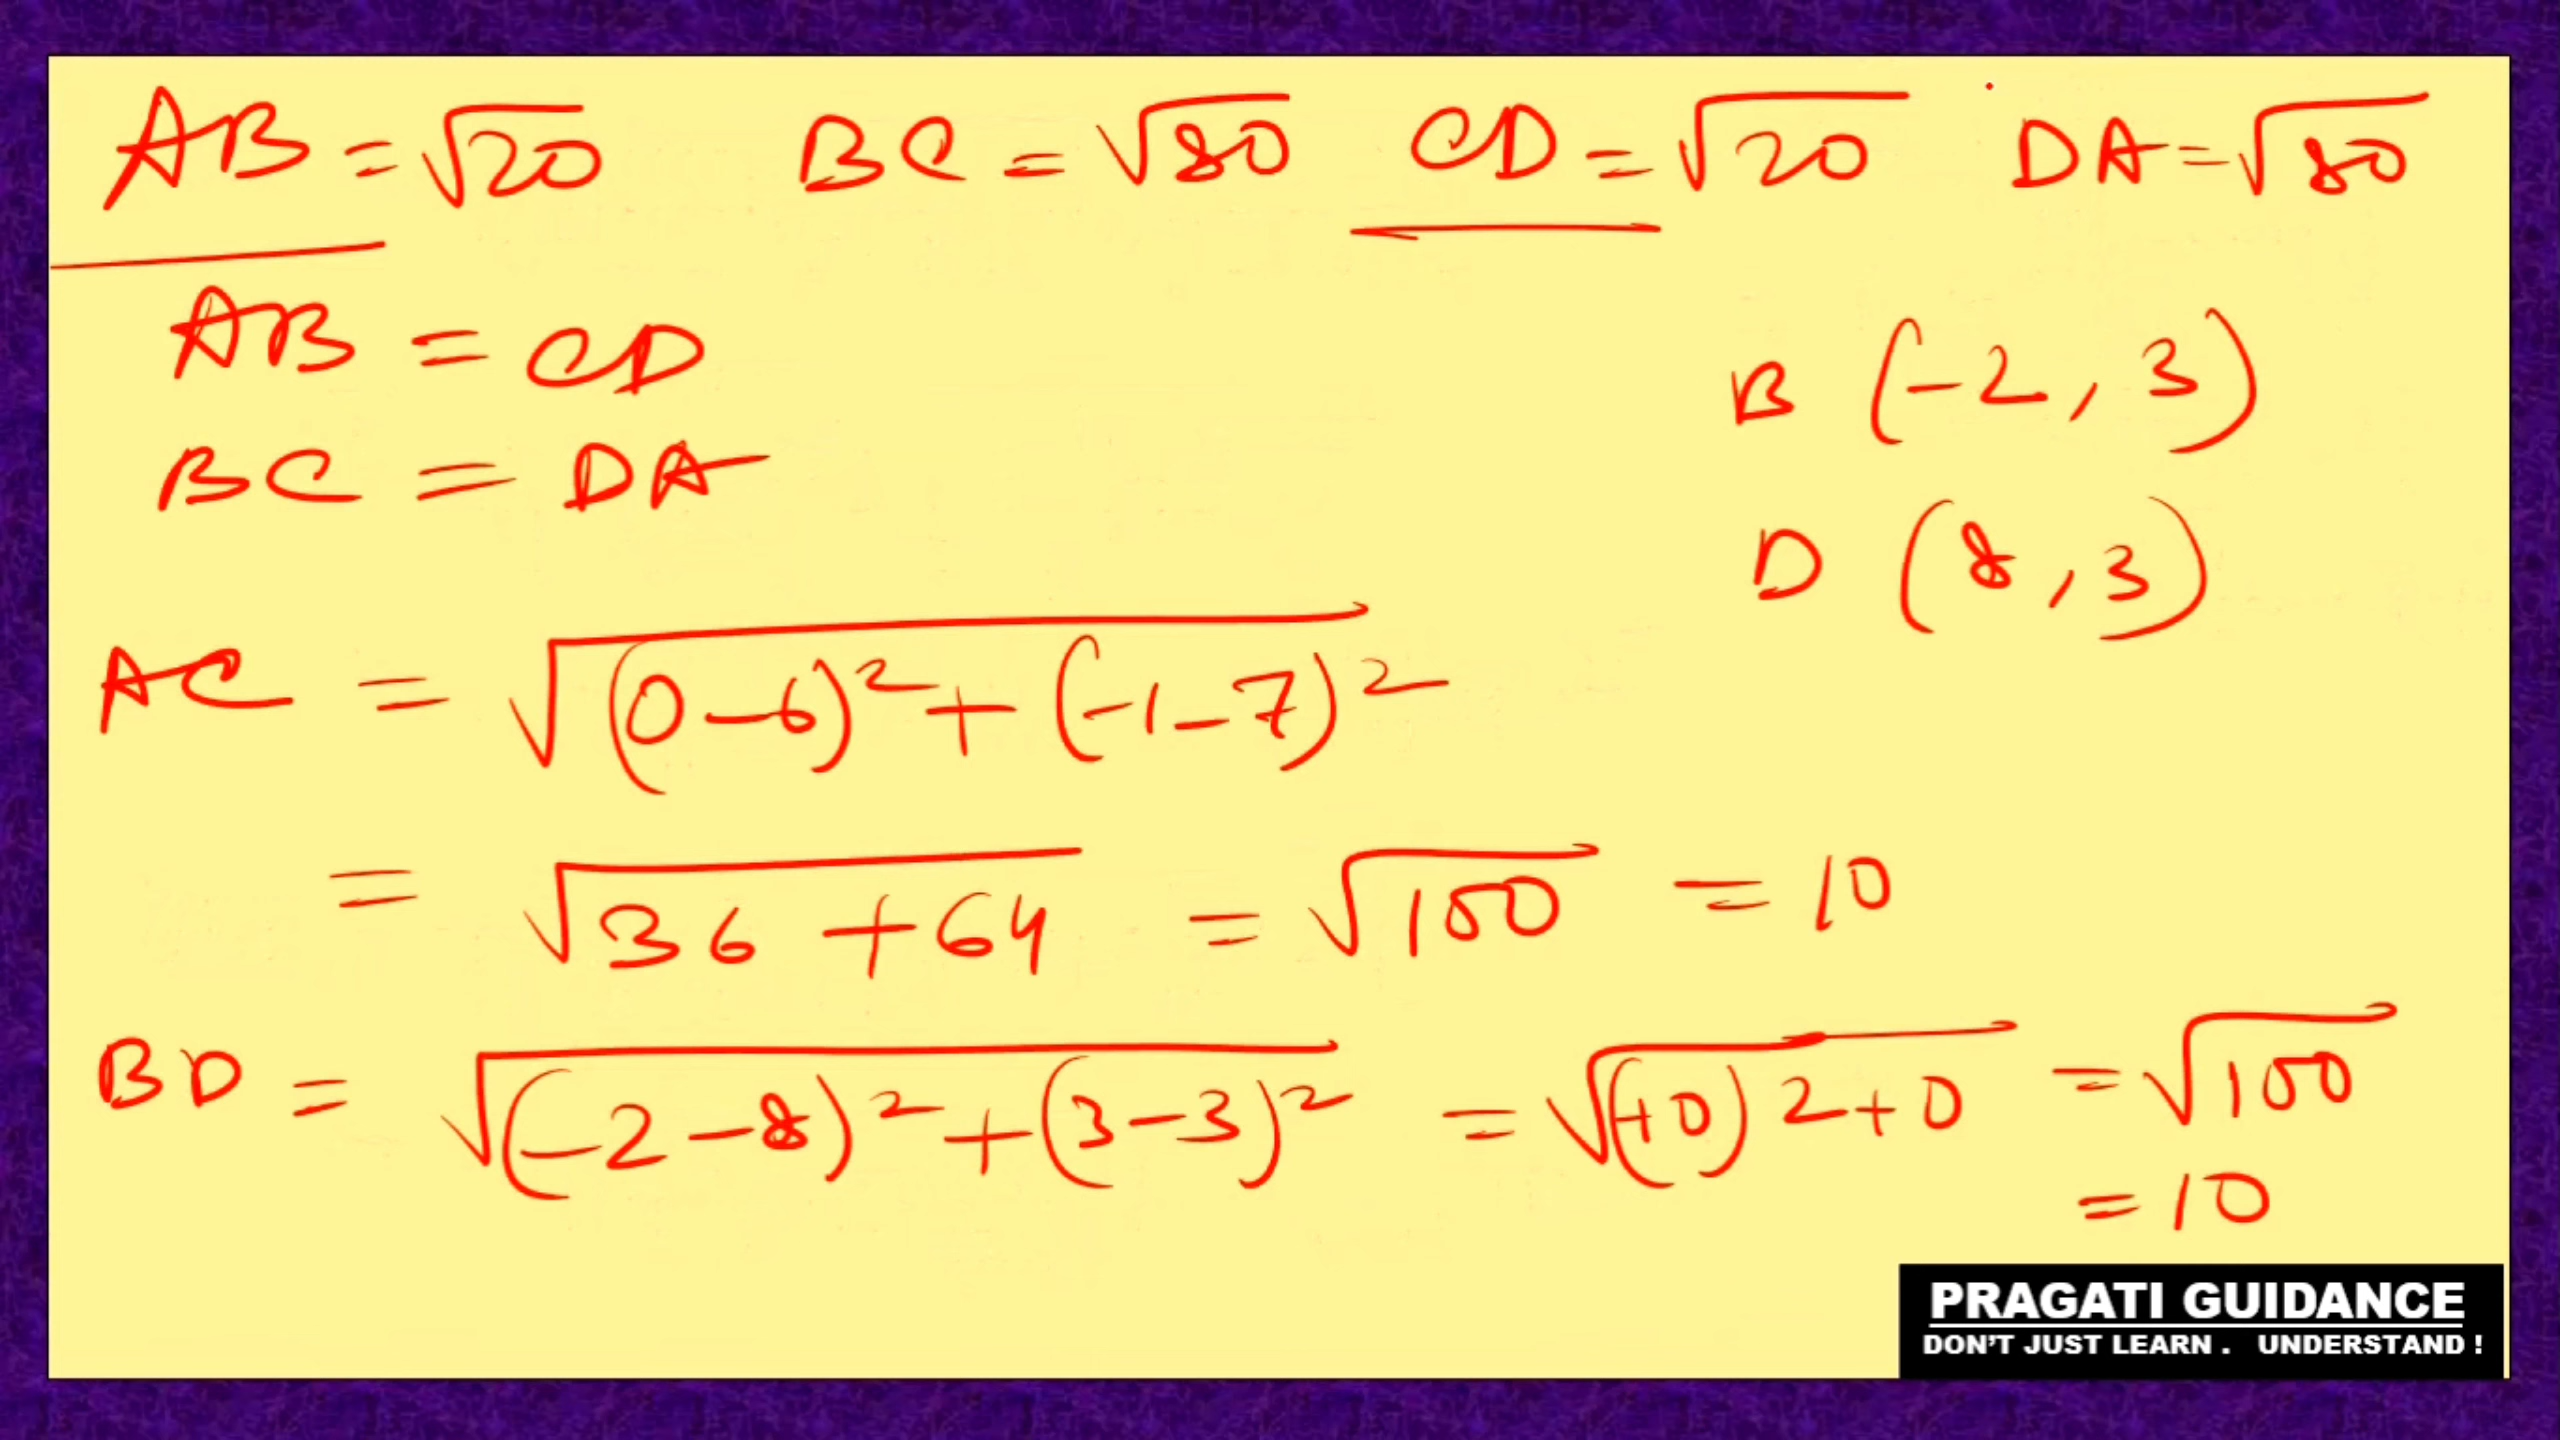 AB = √20 BC = √80 CD = √20 DA = √80
AB = CD
BC = DA
B (-2, 3)
D (8, 3)
AC = √(0-6)² + (-1-7)²
= √36 + 64 = √100 = 10
BD = √(-2-8)² + (3-3)² = √(10)² + 0 = √100
= 10
PRAGATI GUIDANCE
DON'T JUST LEARN . UNDERSTAND !